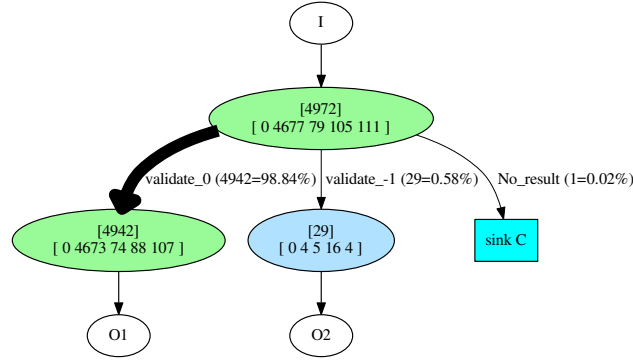 I
[4972]
[ 0 4677 79 105 111 ]
validate_0 (4942=98.84%)
validate_-1 (29=0.58%)
No_result (1=0.02%)
[4942]
[ 0 4673 74 88 107 ]
[29]
[ 0 4 5 16 4 ]
sink C
O1
O2